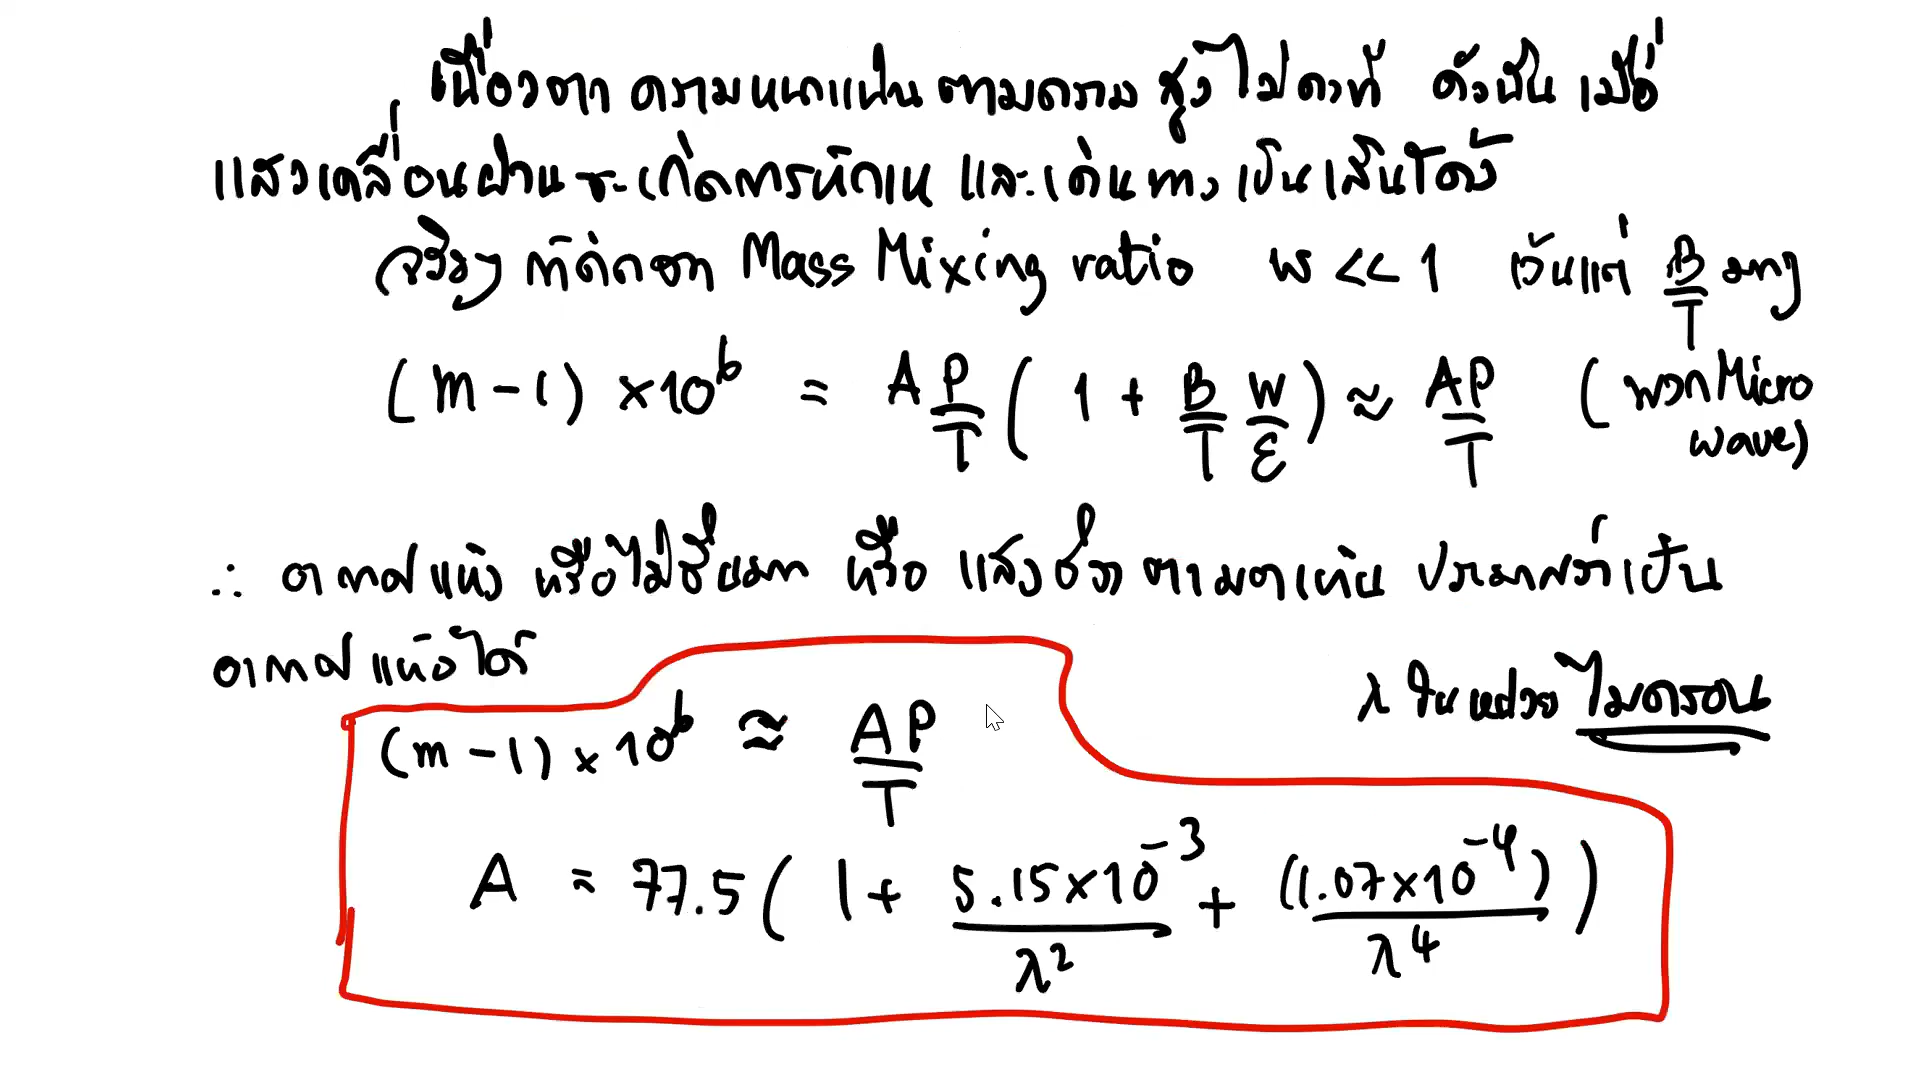 เนื่องจาก ความหนาแน่น ตามความ สูง ไม่คงที่ ดังนั้น เมื่อ
แสงเคลื่อนผ่าน จะเกิดการหักเห และเดินทาง เป็นเส้นโค้ง
จริงๆ ถ้าคิดจาก Mass Mixing ratio w << 1 เว้นแต่ B/T มาก
(m - 1) × 10⁶ = A P/T ( 1 + B/T W/ε ) ≈ AP/T ( พวก Micro wave)
∴ อากาศแห้ง หรือไม่ชื้นมาก หรือ แสงช่วง ตามองเห็น ประมาณว่าเป็น
อากาศแห้งได้
λ ในหน่วย ไมครอน
(m - 1) × 10⁶ ≈ AP/T
A = 77.5 ( 1 + 5.15×10⁻³/λ² + (1.07×10⁻⁴)/λ⁴ )